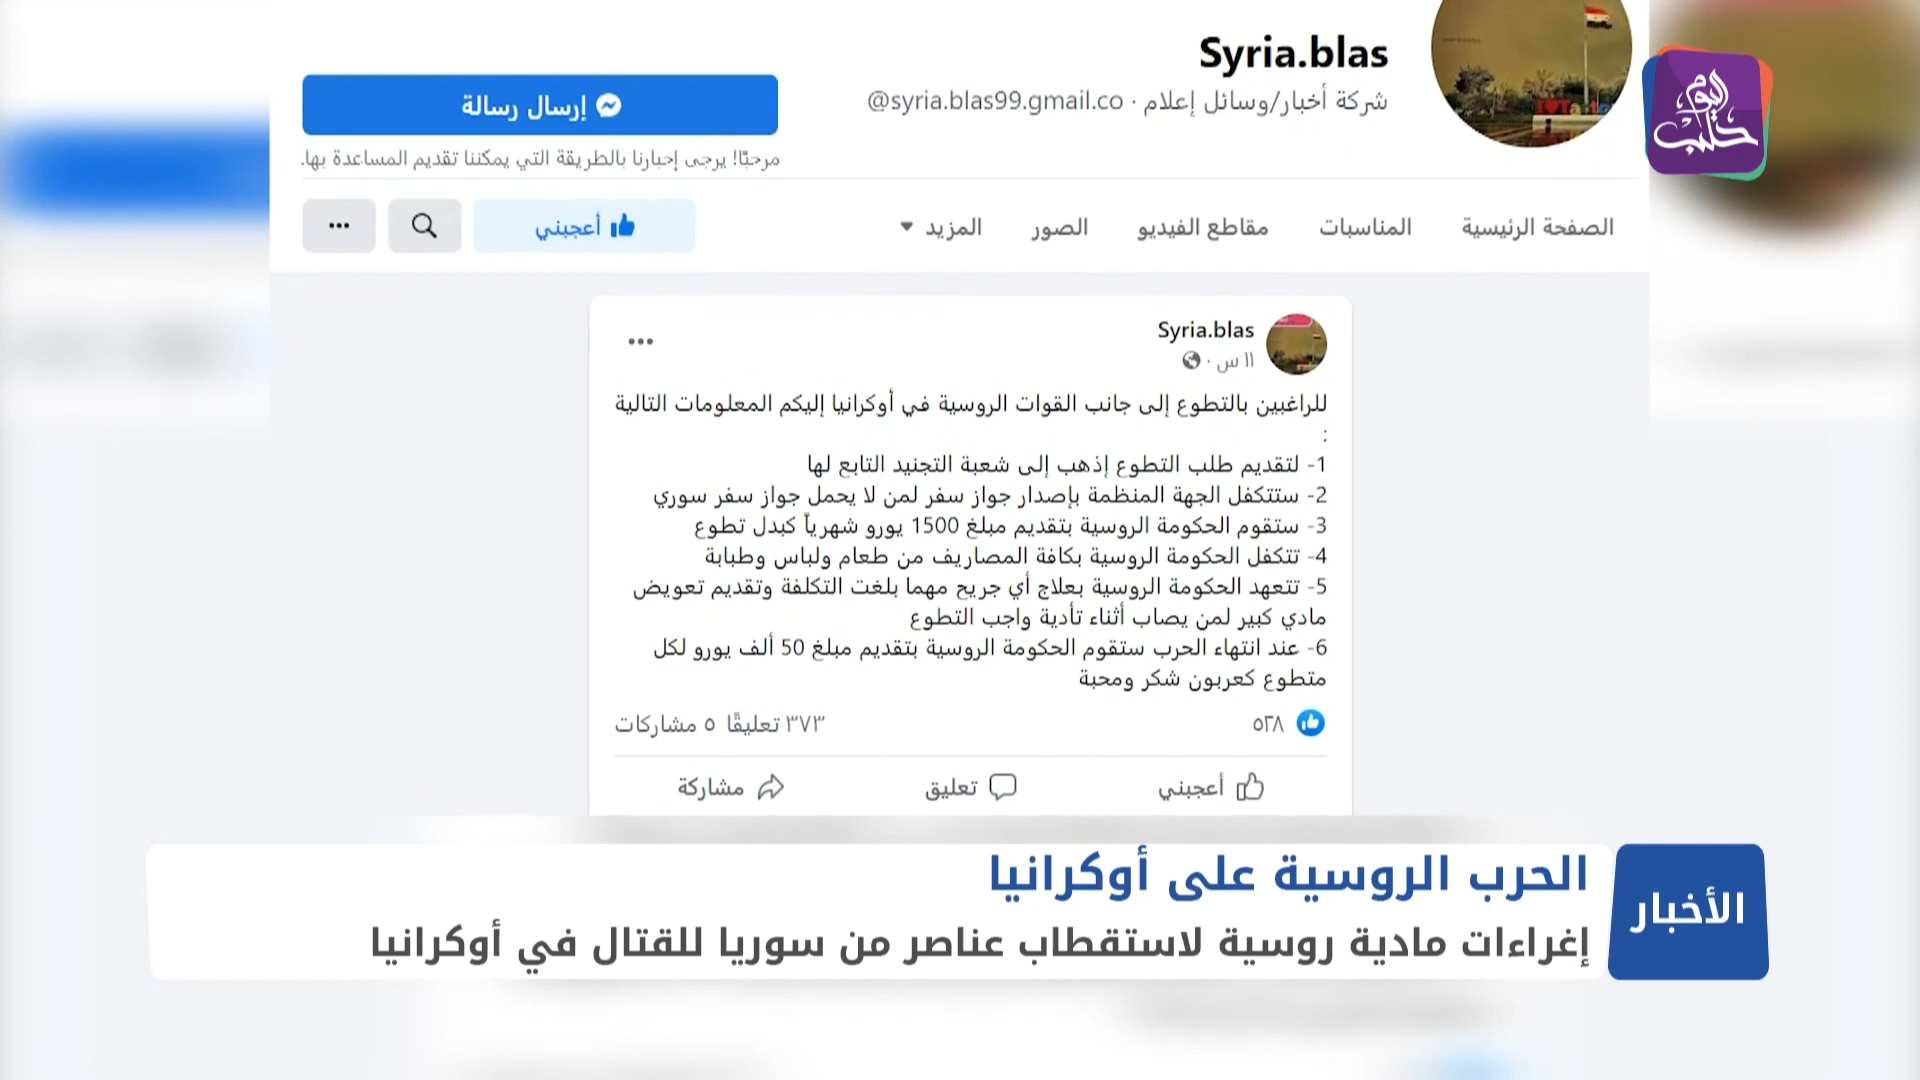 Syria.blas
شركة أخبار/وسائل إعلام · @syria.blas99.gmail.co
إرسال رسالة
مرحبًا! يرجى إخبارنا بالطريقة التي يمكننا تقديم المساعدة بها.
حلب اليوم
الصفحة الرئيسية المناسبات مقاطع الفيديو الصور المزيد
أعجبني
Syria.blas
١١ س ·
للراغبين بالتطوع إلى جانب القوات الروسية في أوكرانيا إليكم المعلومات التالية
:
1- لتقديم طلب التطوع إذهب إلى شعبة التجنيد التابع لها
2- ستتكفل الجهة المنظمة بإصدار جواز سفر لمن لا يحمل جواز سفر سوري
3- ستقوم الحكومة الروسية بتقديم مبلغ 1500 يورو شهرياً كبدل تطوع
4- تتكفل الحكومة الروسية بكافة المصاريف من طعام ولباس وطبابة
5- تتعهد الحكومة الروسية بعلاج أي جريح مهما بلغت التكلفة وتقديم تعويض
مادي كبير لمن يصاب أثناء تأدية واجب التطوع
6- عند انتهاء الحرب ستقوم الحكومة الروسية بتقديم مبلغ 50 ألف يورو لكل
متطوع كعربون شكر ومحبة
٥٢٨
٣٧٣ تعليقًا ٥ مشاركات
أعجبني تعليق مشاركة
الأخبار
الحرب الروسية على أوكرانيا
إغراءات مادية روسية لاستقطاب عناصر من سوريا للقتال في أوكرانيا